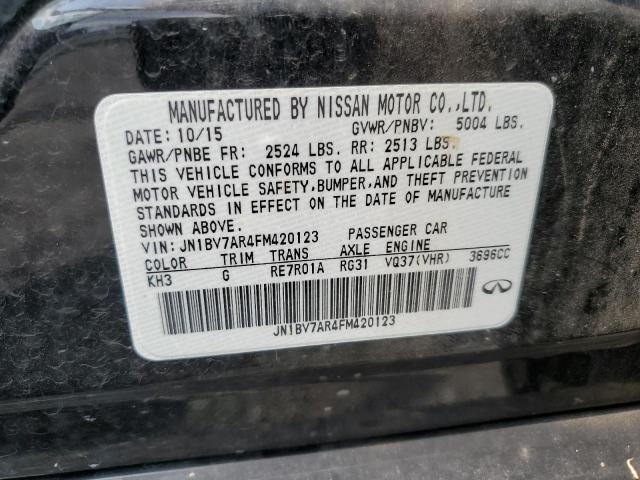 MANUFACTURED BY NISSAN MOTOR CO.,LTD.
DATE: 10/15 GVWR/PNBV: 5004 LBS.
GAWR/PNBE FR: 2524 LBS. RR: 2513 LBS.
THIS VEHICLE CONFORMS TO ALL APPLICABLE FEDERAL
MOTOR VEHICLE SAFETY,BUMPER,AND THEFT PREVENTION
STANDARDS IN EFFECT ON THE DATE OF MANUFACTURE
SHOWN ABOVE.
VIN: JN1BV7AR4FM420123 PASSENGER CAR
COLOR TRIM TRANS AXLE ENGINE
KH3 G RE7R01A RG31 VQ37(VHR) 3696CC
JN1BV7AR4FM420123